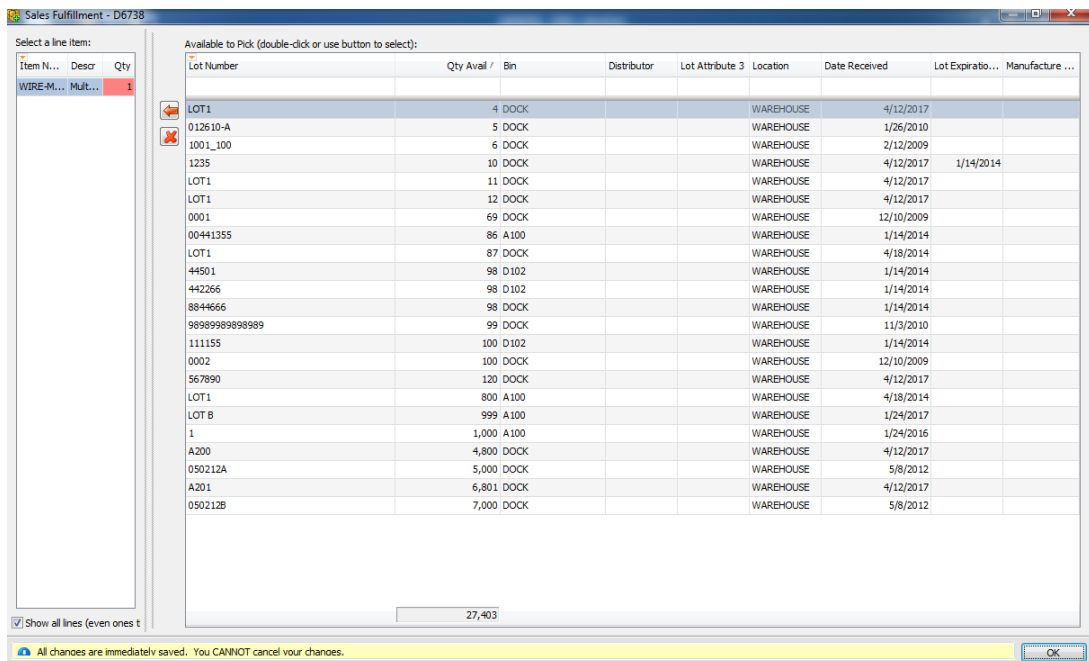 Sales Fulfillment - D6738
Select a line item:
Item N... Descr Qty
WIRE-M... Mult... 1
Available to Pick (double-click or use button to select):
Lot Number Qty Avail / Bin Distributor Lot Attribute 3 Location Date Received Lot Expiratio... Manufacture ...
LOT1 4 DOCK WAREHOUSE 4/12/2017
012610-A 5 DOCK WAREHOUSE 1/26/2010
1001_100 6 DOCK WAREHOUSE 2/12/2009
1235 10 DOCK WAREHOUSE 4/12/2017 1/14/2014
LOT1 11 DOCK WAREHOUSE 4/12/2017
LOT1 12 DOCK WAREHOUSE 4/12/2017
0001 69 DOCK WAREHOUSE 12/10/2009
00441355 86 A100 WAREHOUSE 1/14/2014
LOT1 87 DOCK WAREHOUSE 4/18/2014
44501 98 D102 WAREHOUSE 1/14/2014
442266 98 D102 WAREHOUSE 1/14/2014
8844666 98 DOCK WAREHOUSE 1/14/2014
98989989898989 99 DOCK WAREHOUSE 11/3/2010
111155 100 D102 WAREHOUSE 1/14/2014
0002 100 DOCK WAREHOUSE 12/10/2009
567890 120 DOCK WAREHOUSE 4/12/2017
LOT1 800 A100 WAREHOUSE 4/18/2014
LOT B 999 A100 WAREHOUSE 1/24/2017
1 1,000 A100 WAREHOUSE 1/24/2016
A200 4,800 DOCK WAREHOUSE 4/12/2017
050212A 5,000 DOCK WAREHOUSE 5/8/2012
A201 6,801 DOCK WAREHOUSE 4/12/2017
050212B 7,000 DOCK WAREHOUSE 5/8/2012
27,403
Show all lines (even ones t
All changes are immediately saved. You CANNOT cancel your changes.
OK